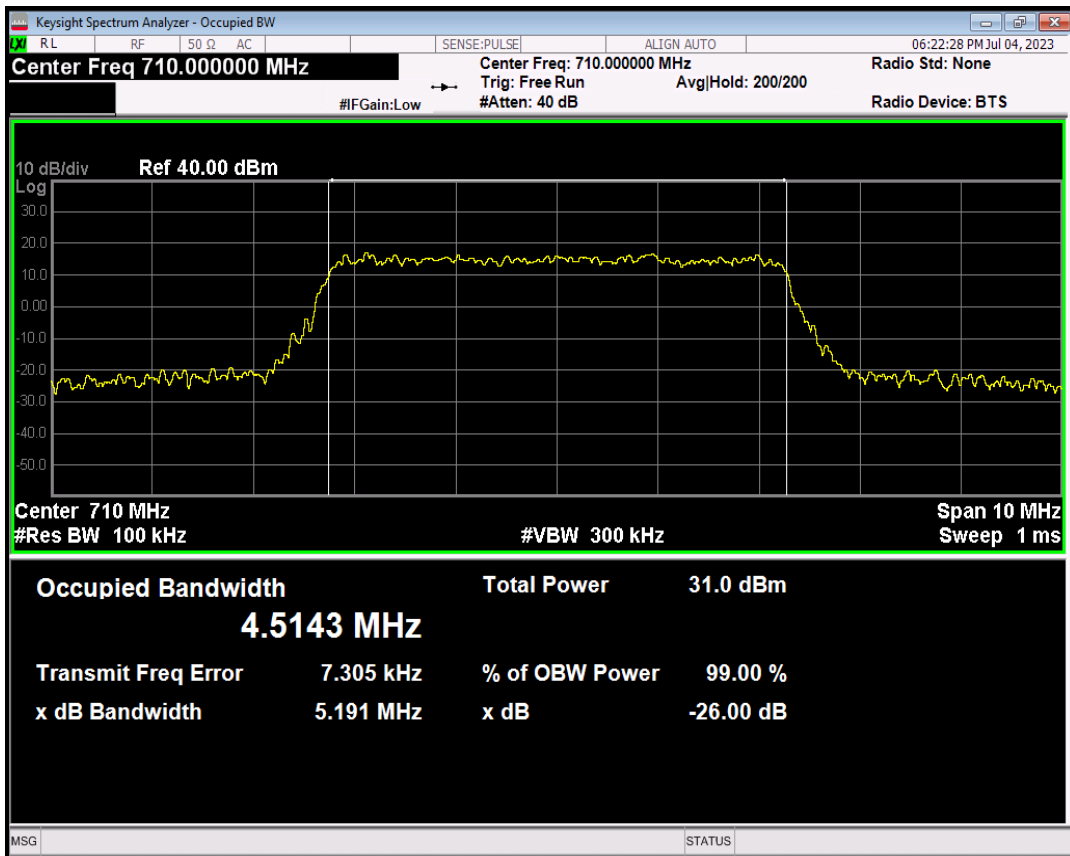 Keysight Spectrum Analyzer - Occupied BW
LXI RL RF 50 Ω AC SENSE:PULSE ALIGN AUTO 06:22:28 PM Jul 04, 2023
Center Freq 710.000000 MHz Center Freq: 710.000000 MHz Radio Std: None
Trig: Free Run Avg|Hold: 200/200
#IFGain:Low #Atten: 40 dB Radio Device: BTS
10 dB/div Ref 40.00 dBm
Log
30.0
20.0
10.0
0.00
-10.0
-20.0
-30.0
-40.0
-50.0
Center 710 MHz Span 10 MHz
#Res BW 100 kHz #VBW 300 kHz Sweep 1 ms
Occupied Bandwidth Total Power 31.0 dBm
4.5143 MHz
Transmit Freq Error 7.305 kHz % of OBW Power 99.00 %
x dB Bandwidth 5.191 MHz x dB -26.00 dB
MSG STATUS